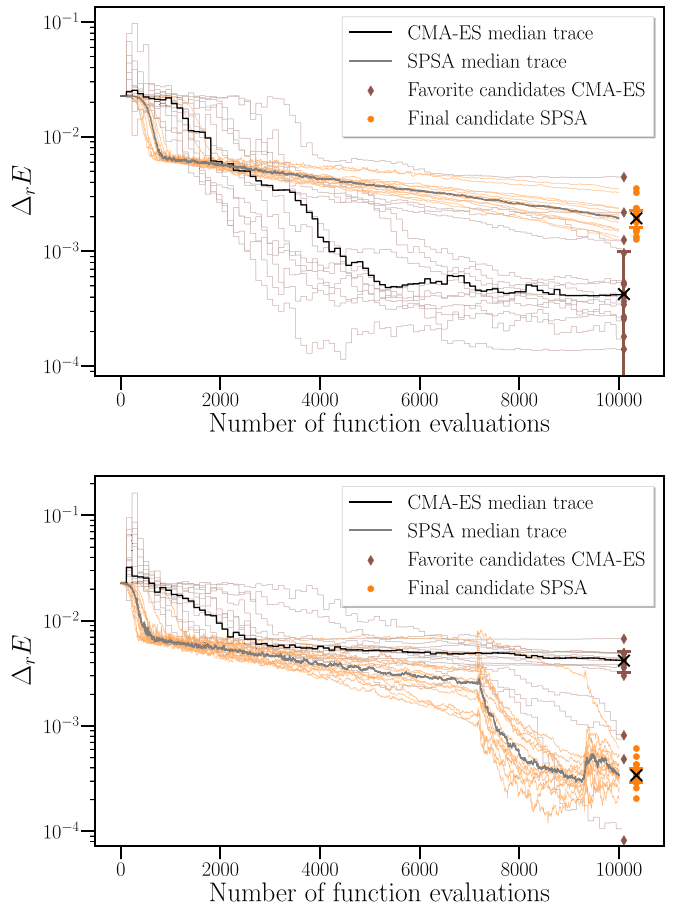 10⁻¹
10⁻²
10⁻³
10⁻⁴
Δ_rE
CMA-ES median trace
SPSA median trace
Favorite candidates CMA-ES
Final candidate SPSA
0 2000 4000 6000 8000 10000
Number of function evaluations
10⁻¹
10⁻²
10⁻³
10⁻⁴
Δ_rE
CMA-ES median trace
SPSA median trace
Favorite candidates CMA-ES
Final candidate SPSA
0 2000 4000 6000 8000 10000
Number of function evaluations